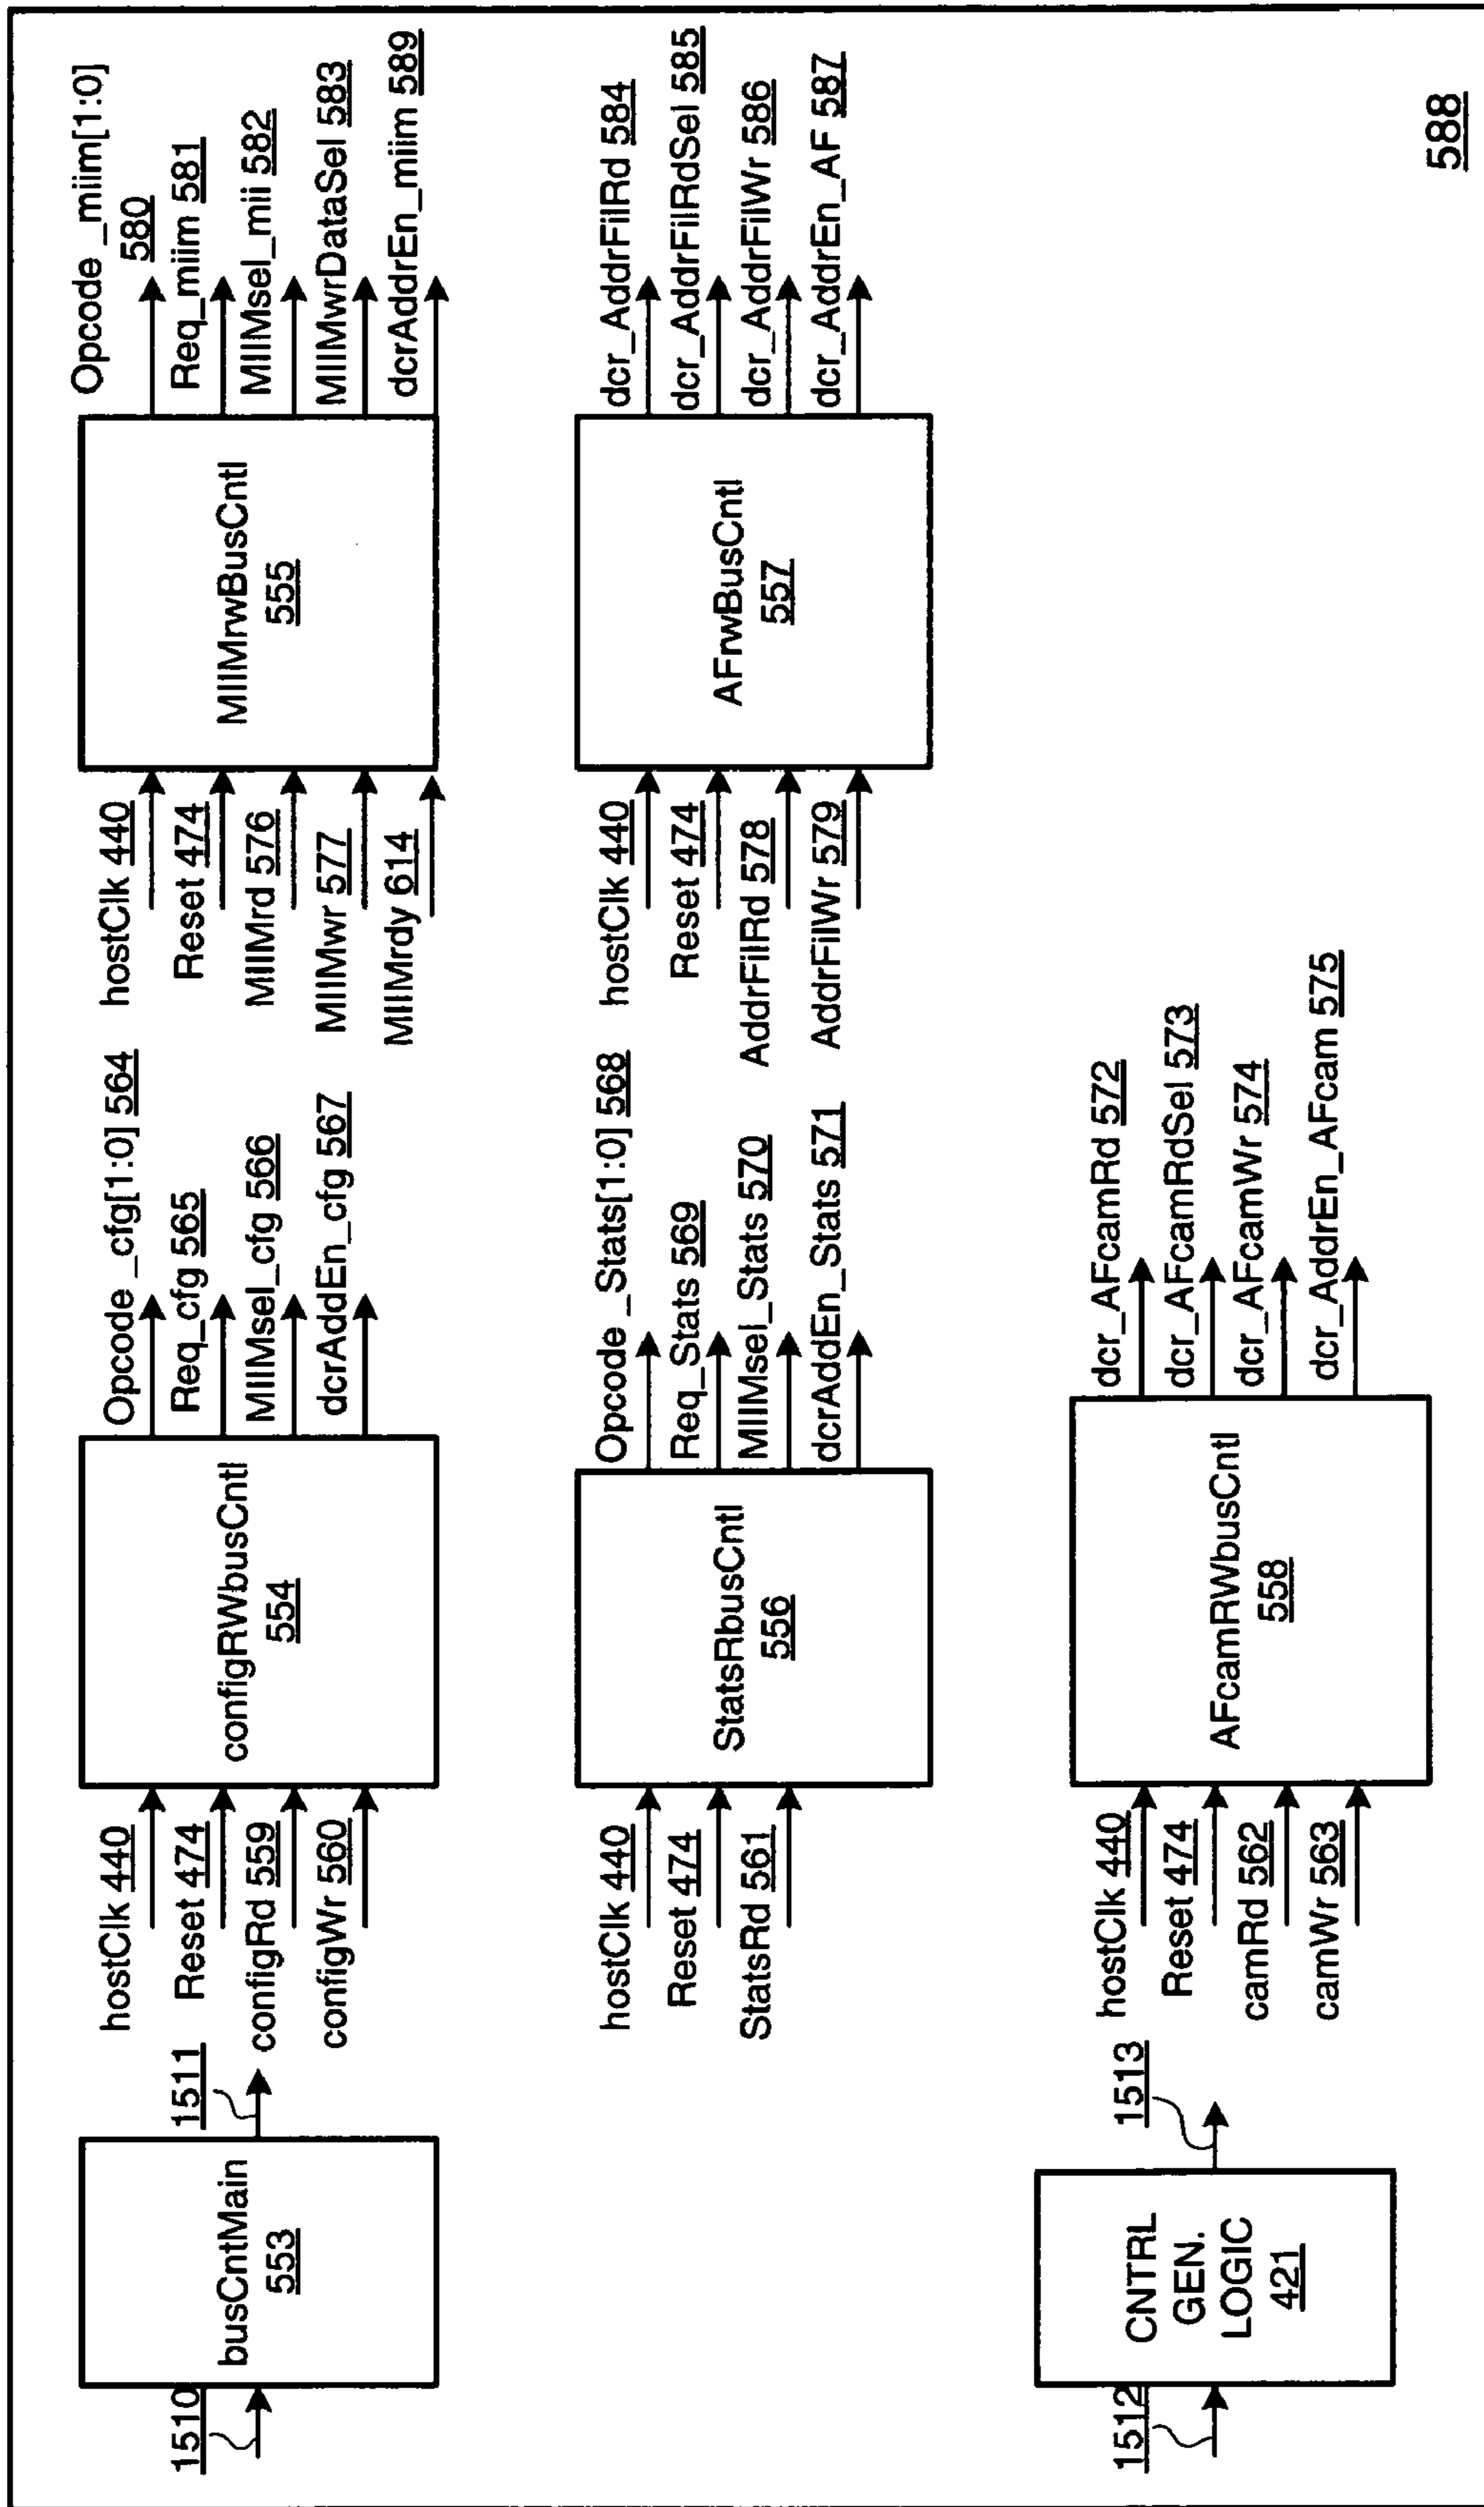 1510
busCntMain
553
1511
hostClk 440
Reset 474
configRd 559
configWr 560
configRWbusCntl
554
Opcode _cfg[1:0] 564
Req_cfg 565
MIIMsel_cfg 566
dcrAddEn_cfg 567
hostClk 440
Reset 474
MIIMrd 576
MIIMwr 577
MIIMrdy 614
MIIMrwBusCntl
555
Opcode _miim[1:0]
580
Req_miim 581
MIIMsel_mii 582
MIIMwrDataSel 583
dcrAddrEn_miim 589
hostClk 440
Reset 474
StatsRd 561
StatsRbusCntl
556
Opcode _Stats[1:0] 568
Req_Stats 569
MIIMsel_Stats 570
dcrAddEn_Stats 571
hostClk 440
Reset 474
AddrFilRd 578
AddrFilWr 579
AFrwBusCntl
557
dcr_AddrFilRd 584
dcr_AddrFilRdSel 585
dcr_AddrFilWr 586
dcr_AddrEn_AF 587
1512
CNTRL
GEN.
LOGIC
421
1513
hostClk 440
Reset 474
camRd 562
camWr 563
AFcamRWbusCntl
558
dcr_AFcamRd 572
dcr_AFcamRdSel 573
dcr_AFcamWr 574
dcr_AddrEn_AFcam 575
588